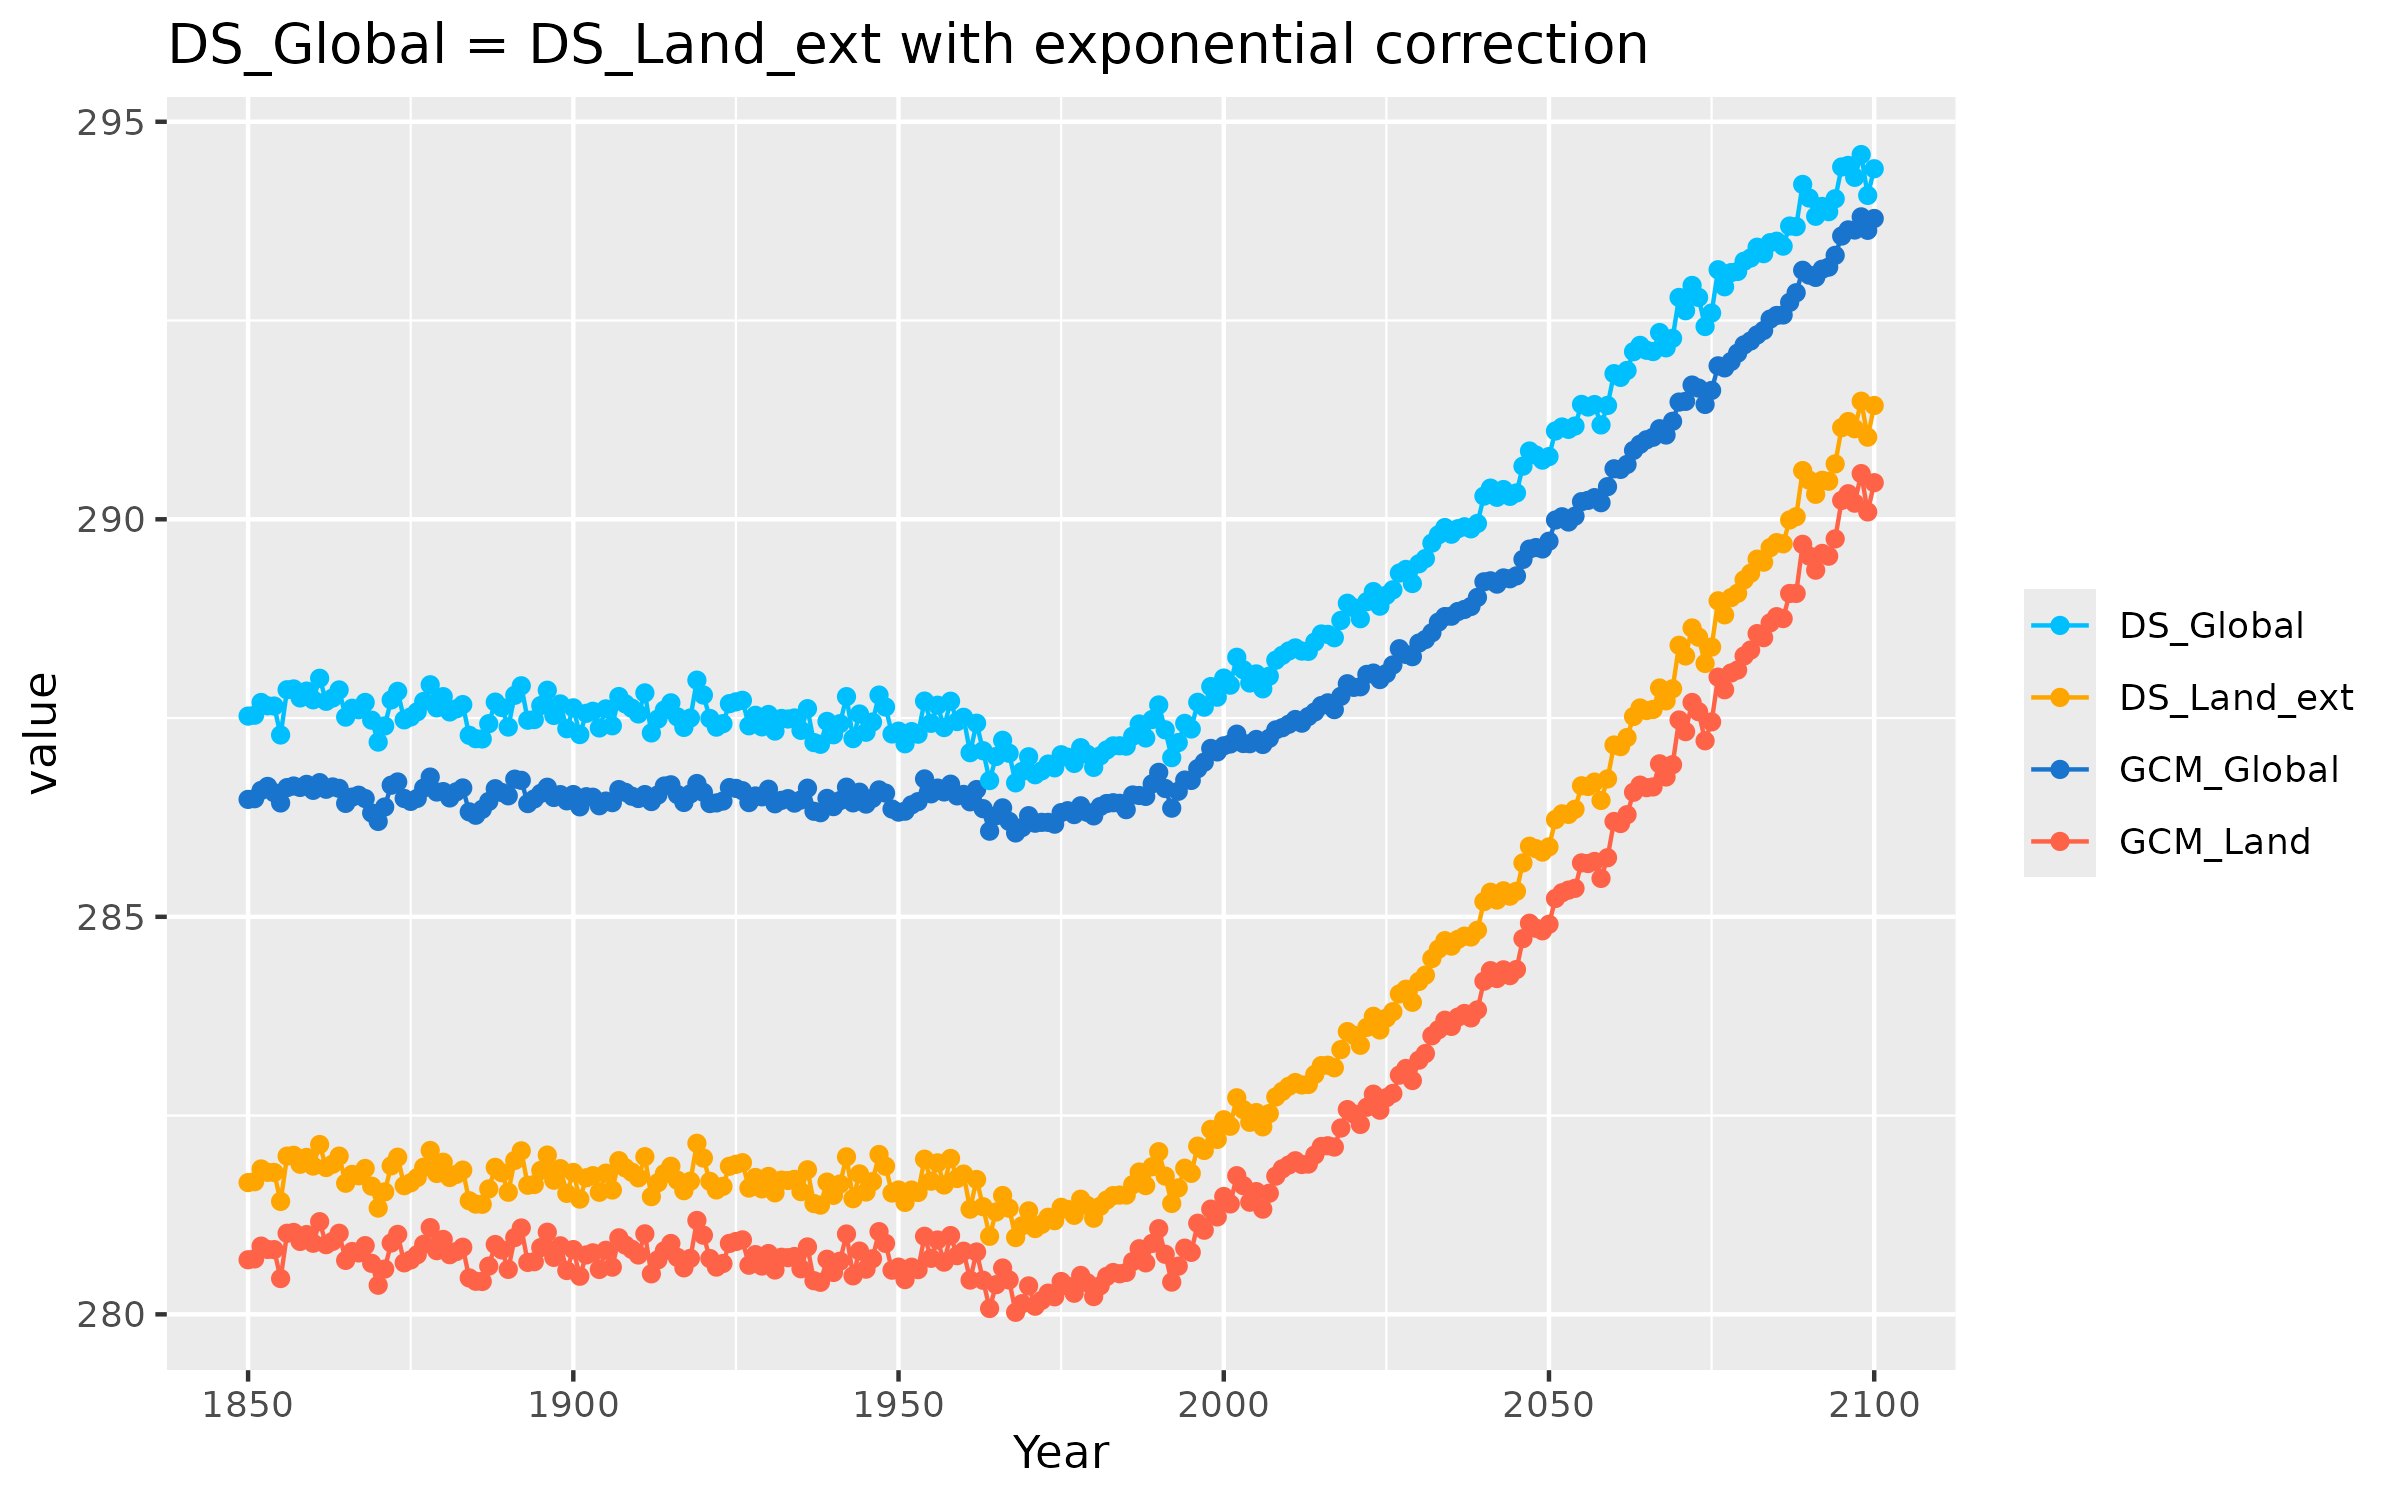 DS_Global = DS_Land_ext with exponential correction
295
290
285
280
value
1850 1900 1950 2000 2050 2100
Year
DS_Global
DS_Land_ext
GCM_Global
GCM_Land